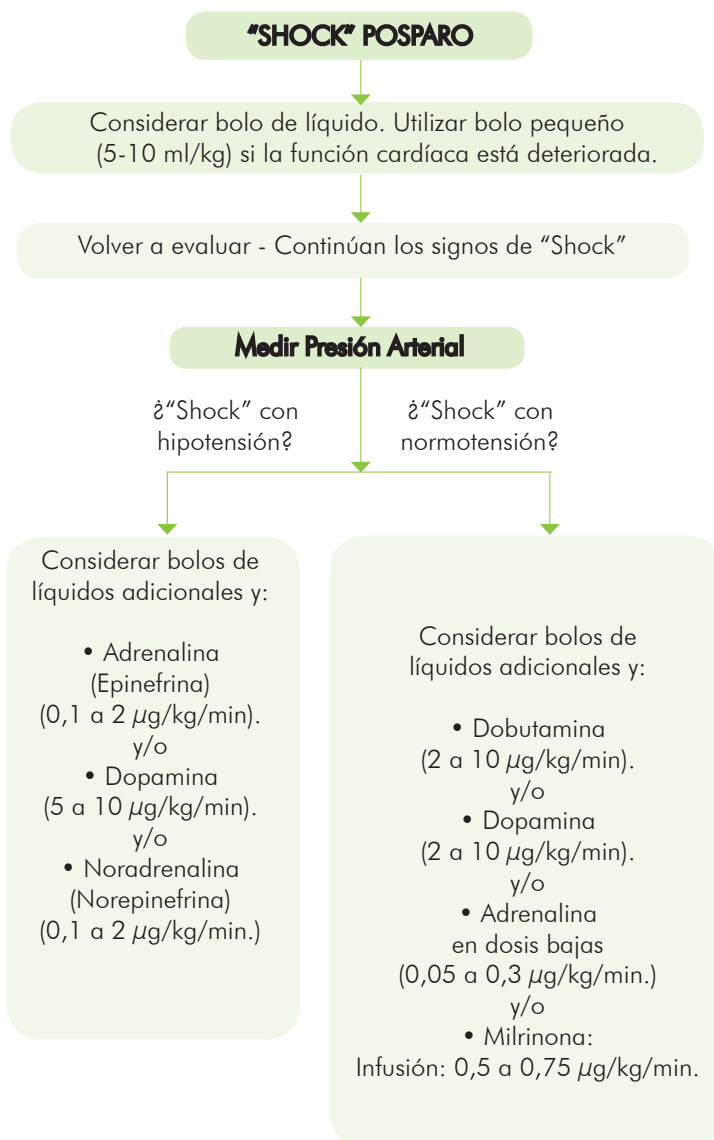 “SHOCK” POSPARO
Considerar bolo de líquido. Utilizar bolo pequeño
(5-10 ml/kg) si la función cardíaca está deteriorada.
Volver a evaluar - Continúan los signos de “Shock”
Medir Presión Arterial
¿“Shock” con
hipotensión?
¿“Shock” con
normotensión?
Considerar bolos de
líquidos adicionales y:
• Adrenalina
(Epinefrina)
(0,1 a 2 µg/kg/min).
y/o
• Dopamina
(5 a 10 µg/kg/min).
y/o
• Noradrenalina
(Norepinefrina)
(0,1 a 2 µg/kg/min.)
Considerar bolos de
líquidos adicionales y:
• Dobutamina
(2 a 10 µg/kg/min).
y/o
• Dopamina
(2 a 10 µg/kg/min).
y/o
• Adrenalina
en dosis bajas
(0,05 a 0,3 µg/kg/min.)
y/o
• Milrinona:
Infusión: 0,5 a 0,75 µg/kg/min.